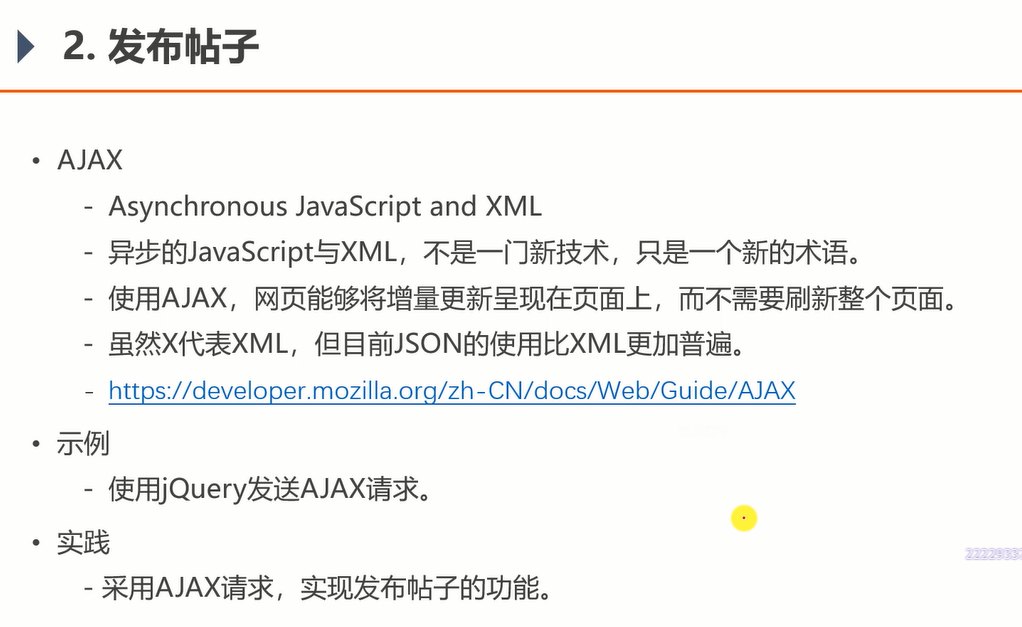 2. 发布帖子
• AJAX
- Asynchronous JavaScript and XML
- 异步的JavaScript与XML，不是一门新技术，只是一个新的术语。
- 使用AJAX，网页能够将增量更新呈现在页面上，而不需要刷新整个页面。
- 虽然X代表XML，但目前JSON的使用比XML更加普遍。
- https://developer.mozilla.org/zh-CN/docs/Web/Guide/AJAX
• 示例
- 使用jQuery发送AJAX请求。
• 实践
- 采用AJAX请求，实现发布帖子的功能。